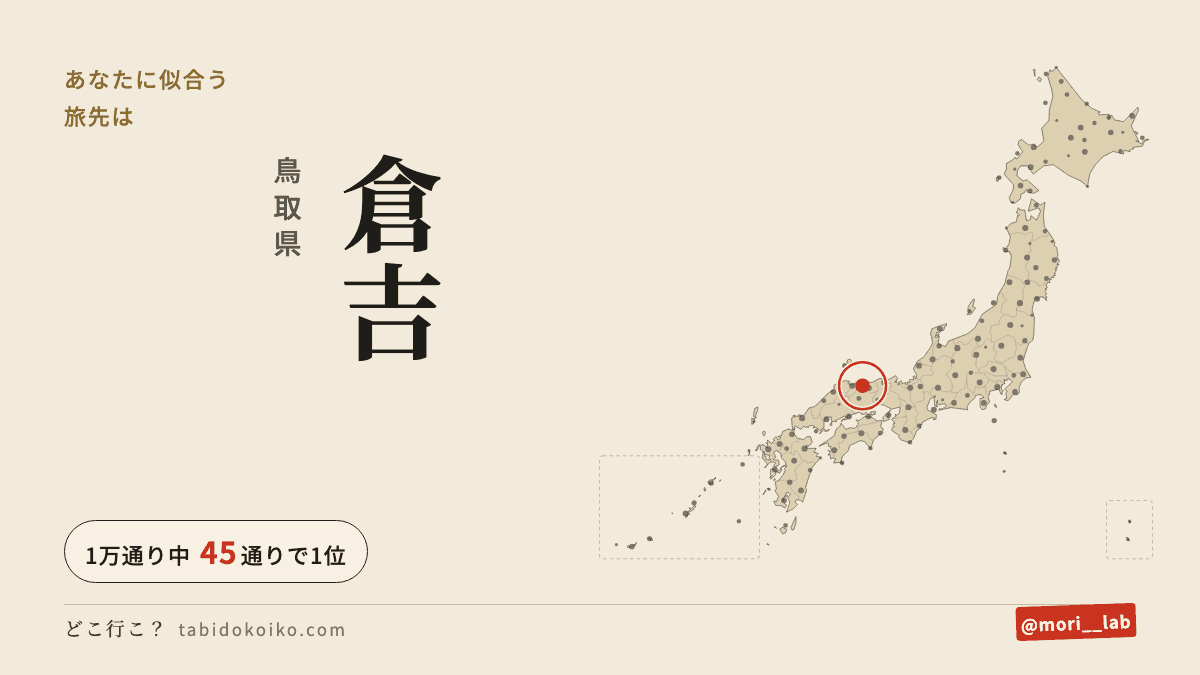 あなたに似合う
旅先は
倉吉
鳥取県
1万通り中 45通りで1位
どこ行こ？ tabidokoiko.com
@mori__lab